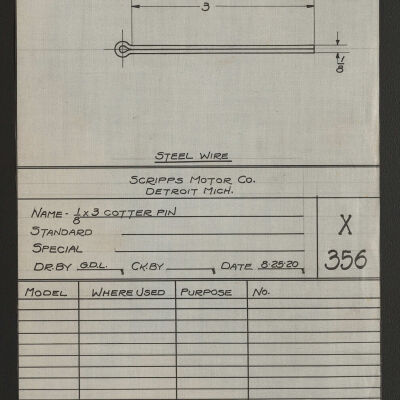 3
1/8
STEEL WIRE
SCRIPPS MOTOR CO.
DETROIT MICH.
NAME - 1/8 X 3 COTTER PIN
STANDARD
SPECIAL
DR.BY G.D.L. CK.BY DATE 8-25-20
X
356
MODEL WHERE USED PURPOSE NO.